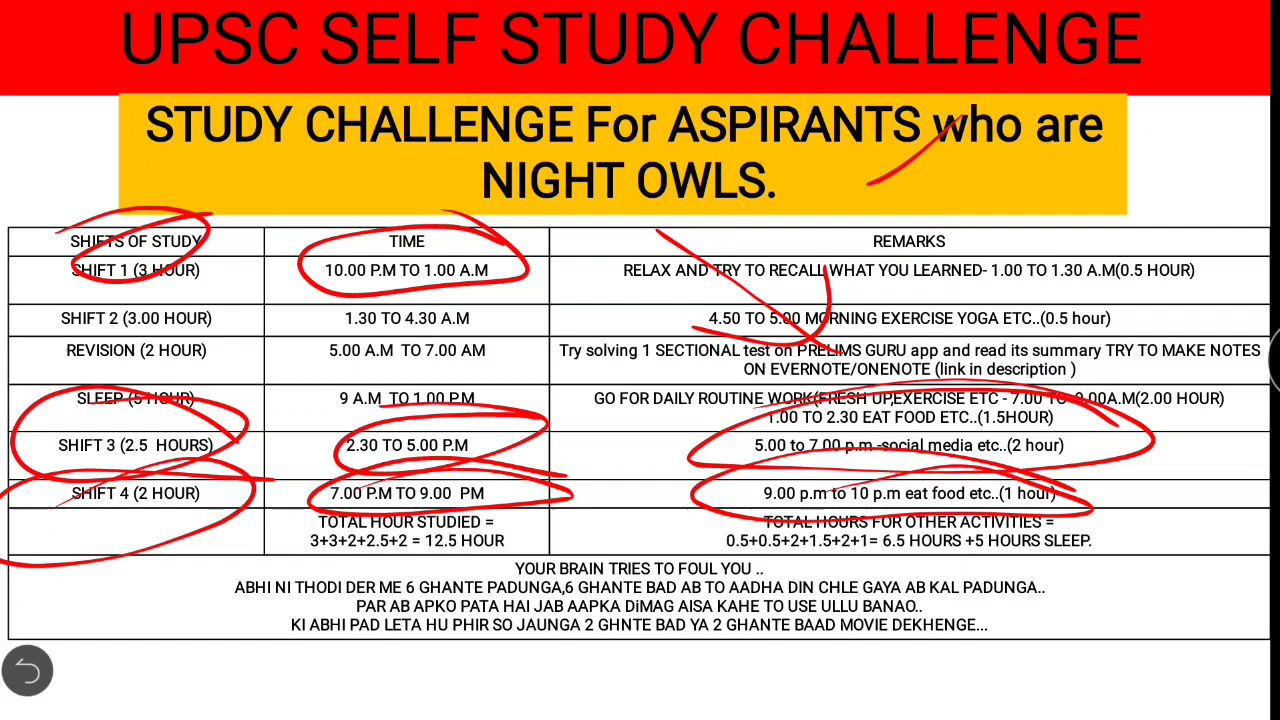 UPSC SELF STUDY CHALLENGE
STUDY CHALLENGE For ASPIRANTS who are
NIGHT OWLS.
SHIFTS OF STUDY TIME REMARKS
SHIFT 1 (3 HOUR) 10.00 P.M TO 1.00 A.M RELAX AND TRY TO RECALL WHAT YOU LEARNED- 1.00 TO 1.30 A.M(0.5 HOUR)
SHIFT 2 (3.00 HOUR) 1.30 TO 4.30 A.M 4.50 TO 5.00 MORNING EXERCISE YOGA ETC..(0.5 hour)
REVISION (2 HOUR) 5.00 A.M TO 7.00 AM Try solving 1 SECTIONAL test on PRELIMS GURU app and read its summary TRY TO MAKE NOTES
ON EVERNOTE/ONENOTE (link in description )
SLEEP (5 HOUR) 9 A.M TO 1.00 P.M GO FOR DAILY ROUTINE WORK(FRESH UP,EXERCISE ETC - 7.00 TO 9.00A.M(2.00 HOUR)
1.00 TO 2.30 EAT FOOD ETC..(1.5HOUR)
SHIFT 3 (2.5 HOURS) 2.30 TO 5.00 P.M 5.00 to 7.00 p.m -social media etc..(2 hour)
SHIFT 4 (2 HOUR) 7.00 P.M TO 9.00 PM 9.00 p.m to 10 p.m eat food etc..(1 hour)
TOTAL HOUR STUDIED = TOTAL HOURS FOR OTHER ACTIVITIES =
3+3+2+2.5+2 = 12.5 HOUR 0.5+0.5+2+1.5+2+1= 6.5 HOURS +5 HOURS SLEEP.
YOUR BRAIN TRIES TO FOUL YOU ..
ABHI NI THODI DER ME 6 GHANTE PADUNGA,6 GHANTE BAD AB TO AADHA DIN CHLE GAYA AB KAL PADUNGA..
PAR AB APKO PATA HAI JAB AAPKA DiMAG AISA KAHE TO USE ULLU BANAO..
KI ABHI PAD LETA HU PHIR SO JAUNGA 2 GHNTE BAD YA 2 GHANTE BAAD MOVIE DEKHENGE...